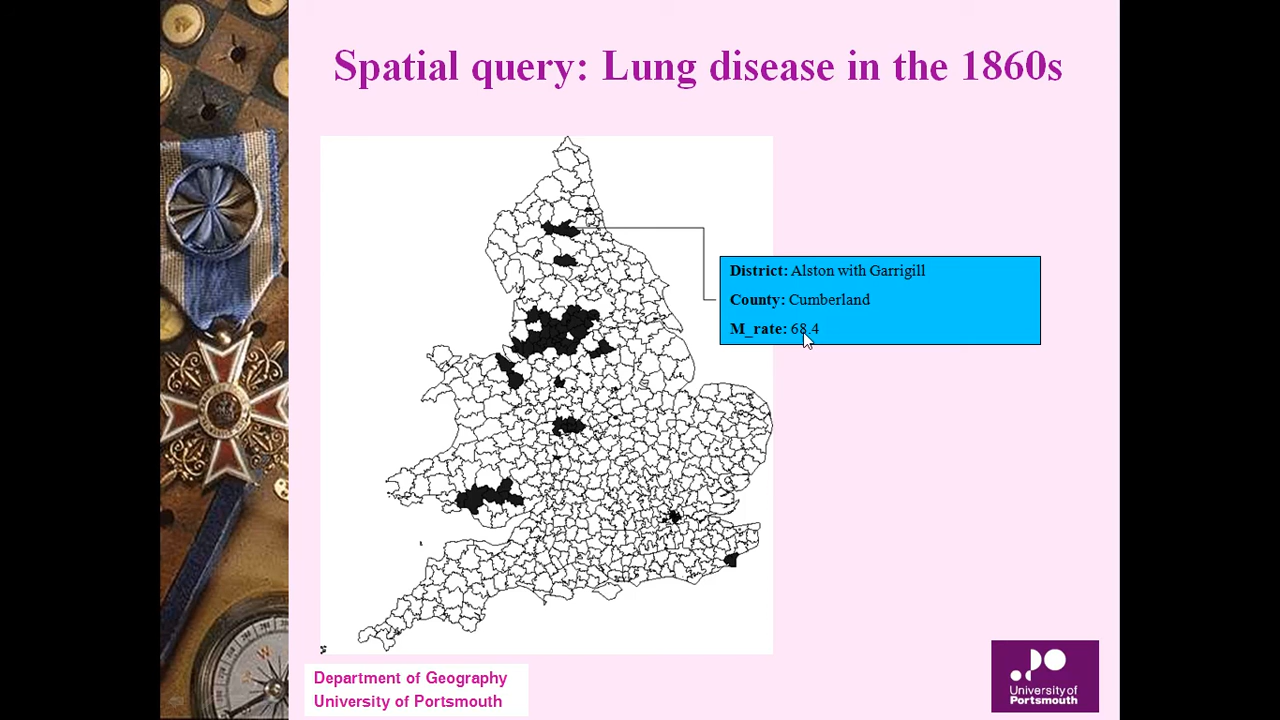 Spatial query: Lung disease in the 1860s
District: Alston with Garrigill
County: Cumberland
M_rate: 68.4
Department of Geography
University of Portsmouth
University of
Portsmouth